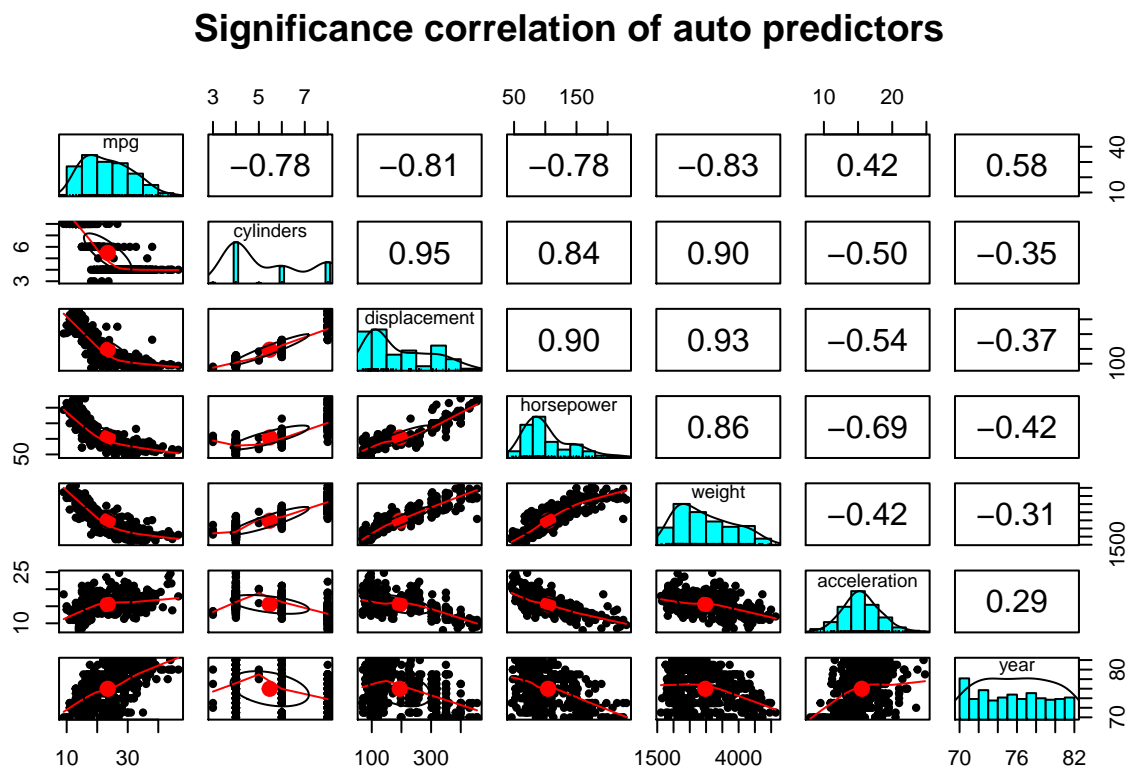 Significance correlation of auto predictors
3 5 7 50 150 10 20
mpg −0.78 −0.81 −0.78 −0.83 0.42 0.58 10 40
3 6 cylinders 0.95 0.84 0.90 −0.50 −0.35
displacement 0.90 0.93 −0.54 −0.37 100
50 horsepower 0.86 −0.69 −0.42
weight −0.42 −0.31 1500
10 25 acceleration 0.29
year 70 80
10 30 100 300 1500 4000 70 76 82